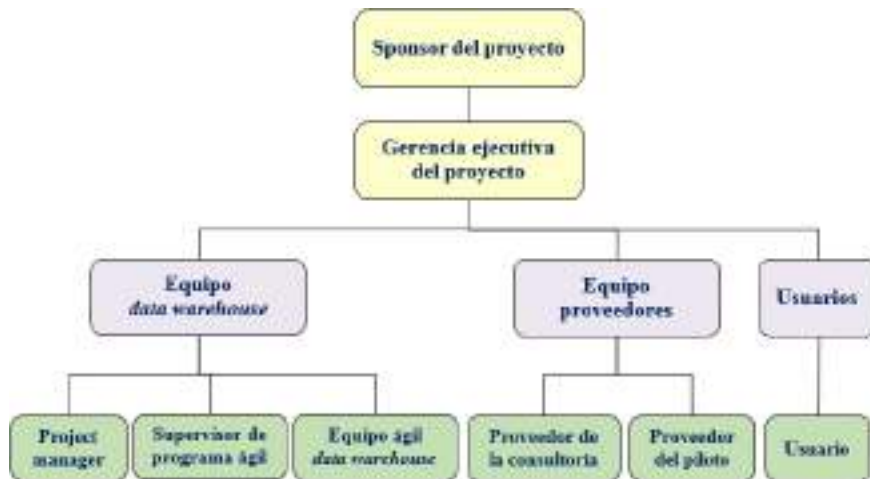 Sponsor del proyecto
Gerencia ejecutiva
del proyecto
Equipo
data warehouse
Equipo
proveedores
Usuarios
Project
manager
Supervisor de
programa ágil
Equipo ágil
data warehouse
Proveedor de
la consultoría
Proveedor
del piloto
Usuario